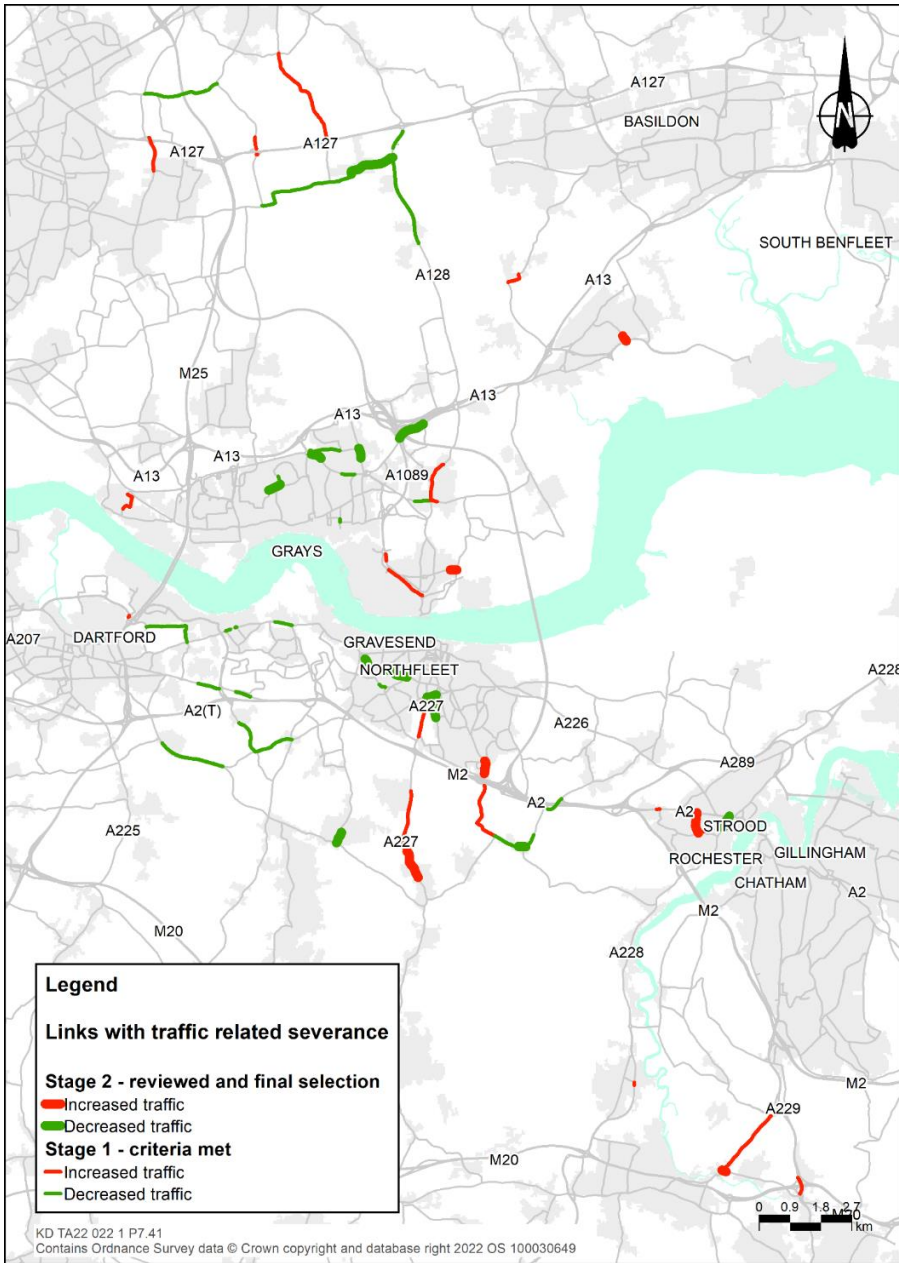 A127
BASILDON
N
A127
A127
SOUTH BENFLEET
A128
A13
M25
A13
A13
A13
A13
A1089
GRAYS
DARTFORD
A207
GRAVESEND
NORTHFLEET
A228
A2(T)
A227
A226
A289
M2
A2
A2
STROOD
A225
A227
ROCHESTER
GILLINGHAM
CHATHAM
A2
M2
M20
A228
Legend
Links with traffic related severance
Stage 2 - reviewed and final selection
Increased traffic
Decreased traffic
Stage 1 - criteria met
Increased traffic
Decreased traffic
M2
A229
M20
M20
0 0.9 1.8 2.7
km
KD TA22 022 1 P7.41
Contains Ordnance Survey data © Crown copyright and database right 2022 OS 100030649